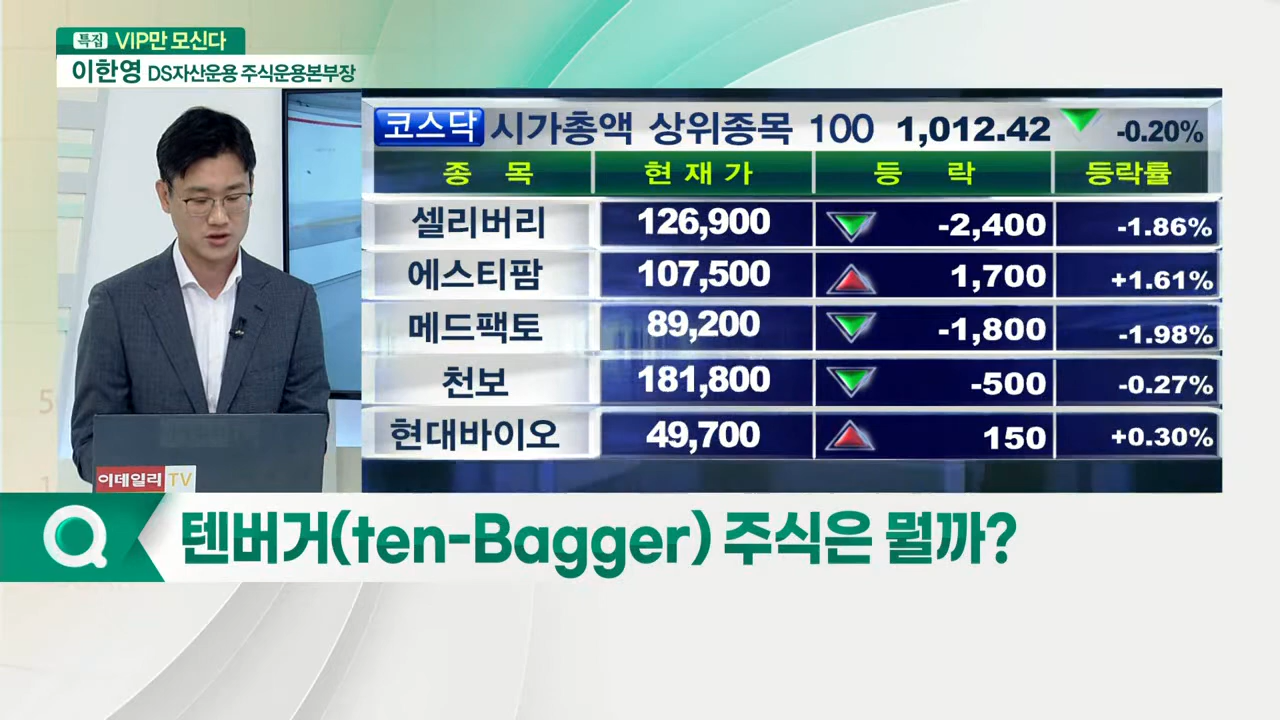 특집 VIP만 모신다
이한영 DS자산운용 주식운용본부장
코스닥 시가총액 상위종목 100 1,012.42 -0.20%
종 목 현재가 등 락 등락률
셀리버리 126,900 -2,400 -1.86%
에스티팜 107,500 1,700 +1.61%
메드팩토 89,200 -1,800 -1.98%
천보 181,800 -500 -0.27%
현대바이오 49,700 150 +0.30%
이데일리 TV
Q 텐버거(ten-Bagger) 주식은 뭘까?